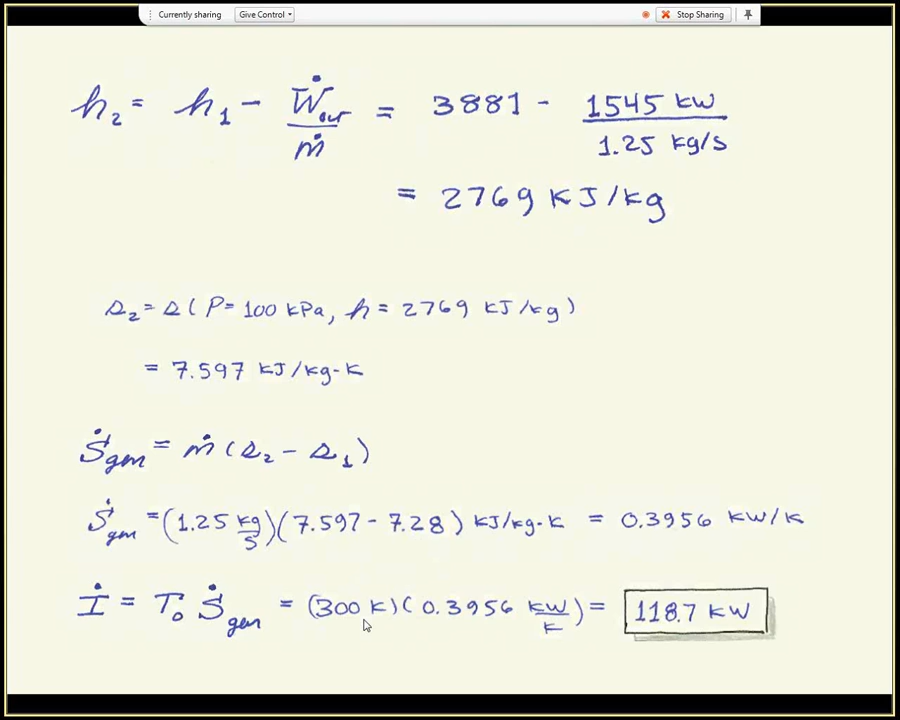 Currently sharing Give Control Stop Sharing
h₂ = h₁ − Ẇout/ṁ = 3881 − 1545 kW / 1.25 kg/s
= 2769 kJ/kg
s₂ = s(P = 100 kPa, h = 2769 kJ/kg)
= 7.597 kJ/kg-K
Ṡgen = ṁ(s₂ − s₁)
Ṡgen = (1.25 kg/s)(7.597 − 7.28) kJ/kg-K = 0.3956 kW/K
İ = T₀ Ṡgen = (300 K)(0.3956 kW/K) = 118.7 kW